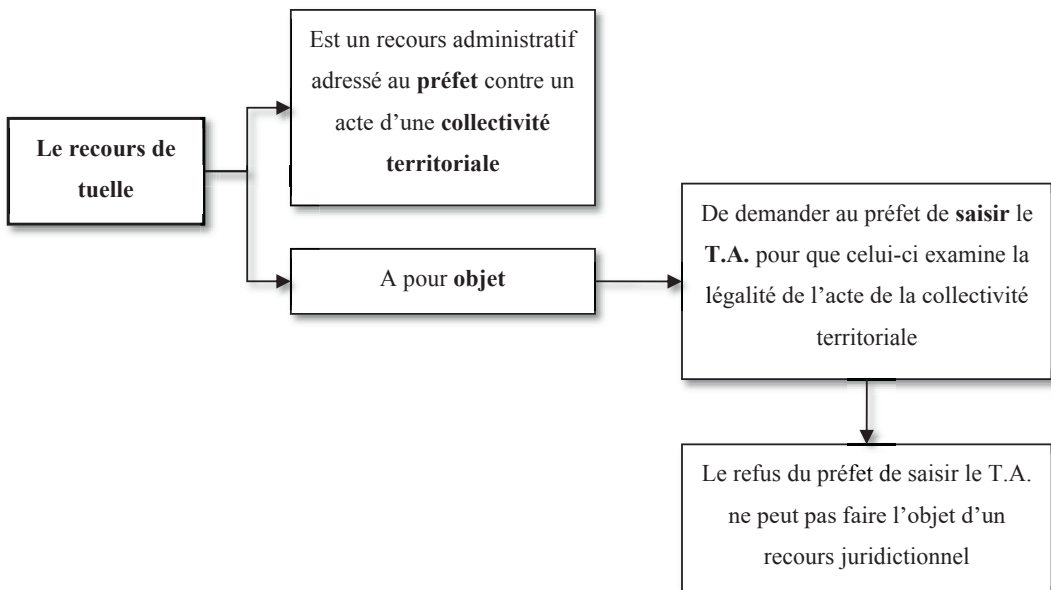 Est un recours administratif
adressé au préfet contre un
acte d'une collectivité
territoriale
Le recours de
tuelle
A pour objet
De demander au préfet de saisir le
T.A. pour que celui-ci examine la
légalité de l'acte de la collectivité
territoriale
Le refus du préfet de saisir le T.A.
ne peut pas faire l'objet d'un
recours juridictionnel